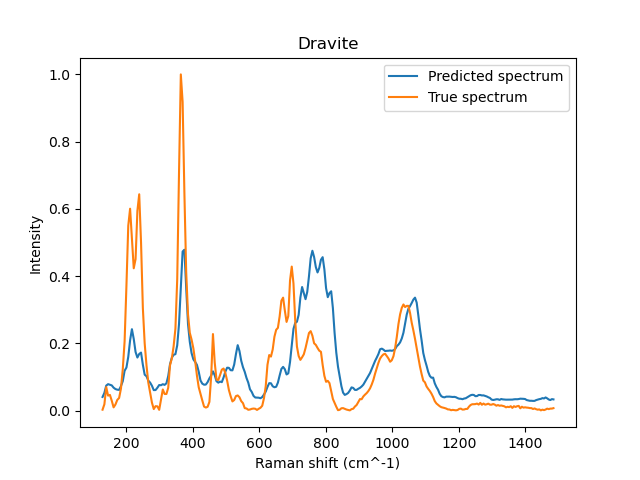 Dravite
Predicted spectrum
True spectrum
1.0
0.8
0.6
0.4
0.2
0.0
Intensity
200 400 600 800 1000 1200 1400
Raman shift (cm^-1)